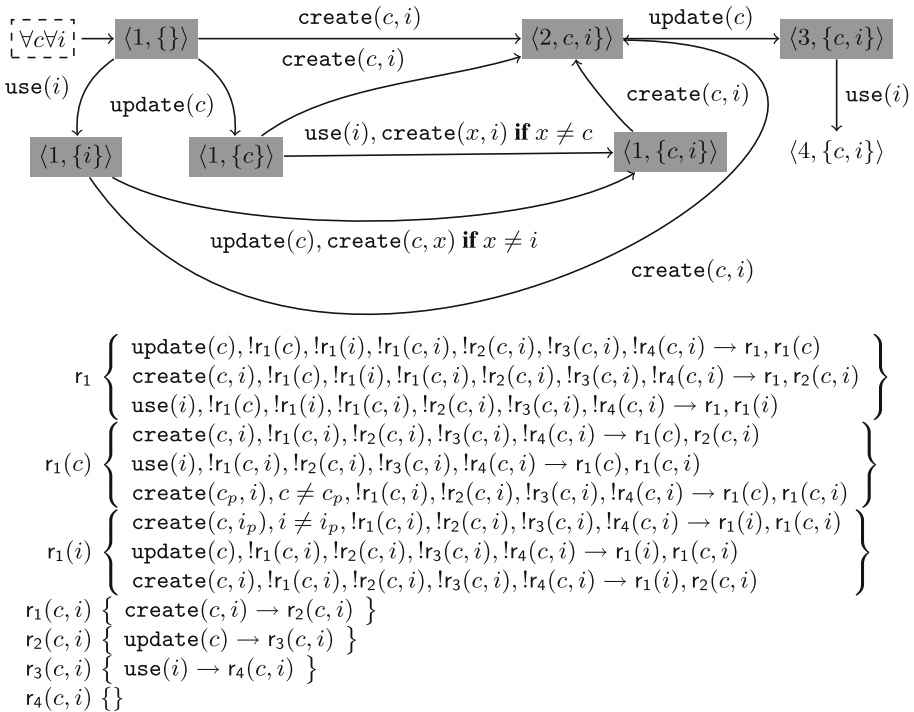 ∀c∀i
⟨1, {}⟩
create(c, i)
⟨2, c, i}⟩
update(c)
⟨3, {c, i}⟩
create(c, i)
use(i)
update(c)
create(c, i)
use(i)
⟨1, {i}⟩
⟨1, {c}⟩
use(i), create(x, i) if x ≠ c
⟨1, {c, i}⟩
⟨4, {c, i}⟩
update(c), create(c, x) if x ≠ i
create(c, i)
update(c), !r₁(c), !r₁(i), !r₁(c, i), !r₂(c, i), !r₃(c, i), !r₄(c, i) → r₁, r₁(c)
r₁ { create(c, i), !r₁(c), !r₁(i), !r₁(c, i), !r₂(c, i), !r₃(c, i), !r₄(c, i) → r₁, r₂(c, i) }
use(i), !r₁(c), !r₁(i), !r₁(c, i), !r₂(c, i), !r₃(c, i), !r₄(c, i) → r₁, r₁(i)
create(c, i), !r₁(c, i), !r₂(c, i), !r₃(c, i), !r₄(c, i) → r₁(c), r₂(c, i)
r₁(c) { use(i), !r₁(c, i), !r₂(c, i), !r₃(c, i), !r₄(c, i) → r₁(c), r₁(c, i) }
create(cₚ, i), c ≠ cₚ, !r₁(c, i), !r₂(c, i), !r₃(c, i), !r₄(c, i) → r₁(c), r₁(c, i)
create(c, iₚ), i ≠ iₚ, !r₁(c, i), !r₂(c, i), !r₃(c, i), !r₄(c, i) → r₁(i), r₁(c, i)
r₁(i) { update(c), !r₁(c, i), !r₂(c, i), !r₃(c, i), !r₄(c, i) → r₁(i), r₁(c, i) }
create(c, i), !r₁(c, i), !r₂(c, i), !r₃(c, i), !r₄(c, i) → r₁(i), r₂(c, i)
r₁(c, i) { create(c, i) → r₂(c, i) }
r₂(c, i) { update(c) → r₃(c, i) }
r₃(c, i) { use(i) → r₄(c, i) }
r₄(c, i) {}